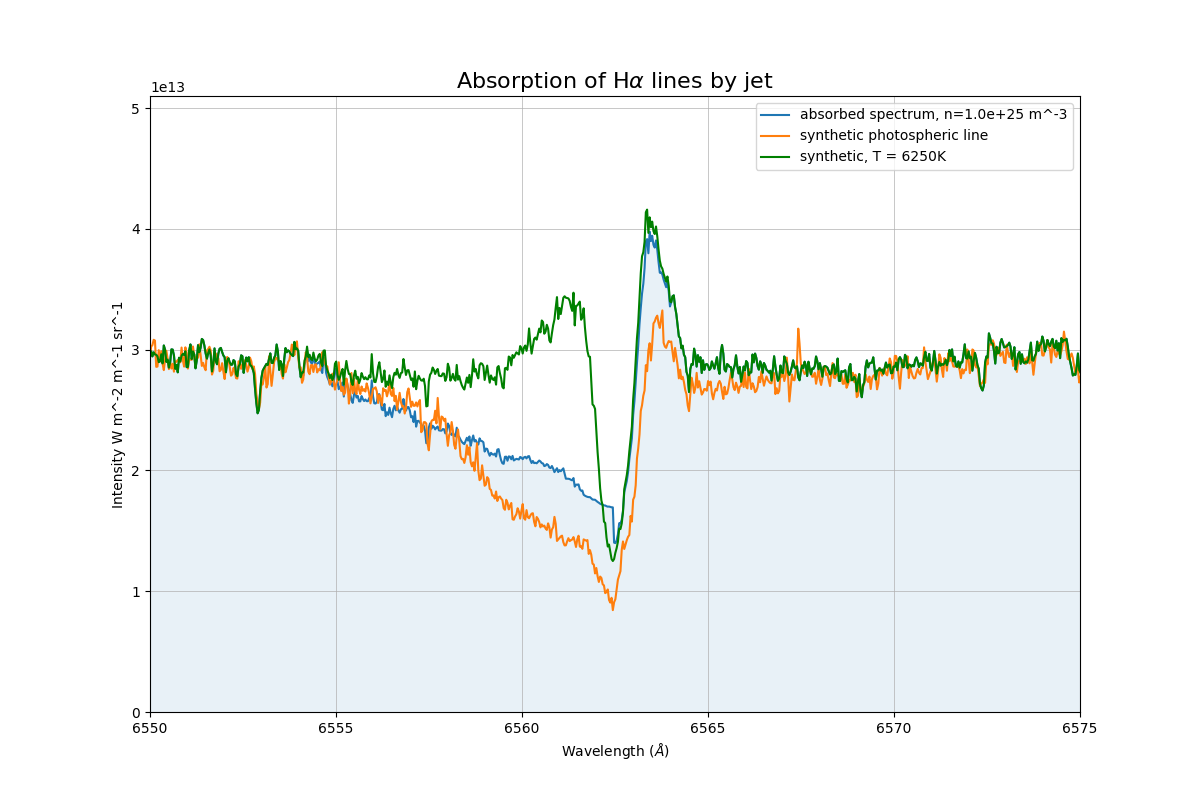 Absorption of Hα lines by jet
1e13
absorbed spectrum, n=1.0e+25 m^-3
synthetic photospheric line
synthetic, T = 6250K
5
4
3
2
1
0
Intensity W m^-2 m^-1 sr^-1
6550 6555 6560 6565 6570 6575
Wavelength (Å)